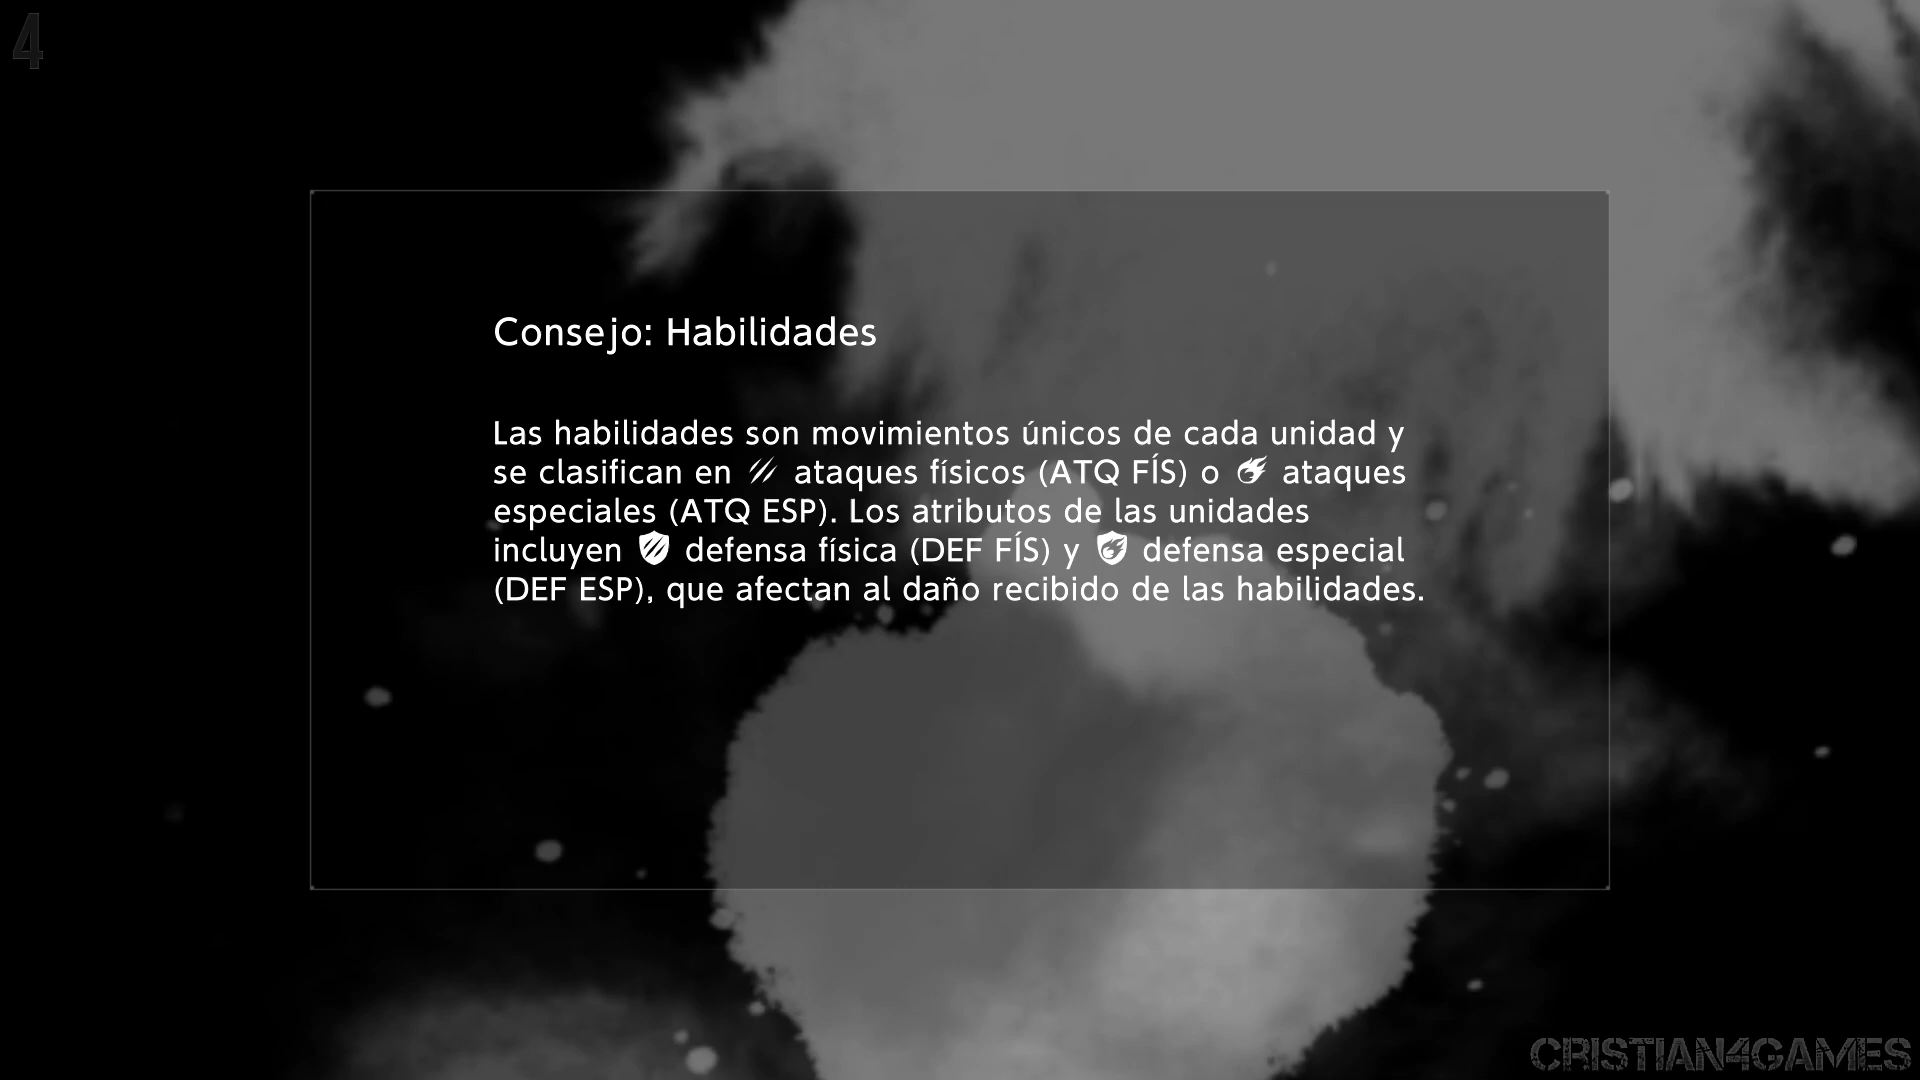 4
Consejo: Habilidades
Las habilidades son movimientos únicos de cada unidad y
se clasifican en ataques físicos (ATQ FÍS) o ataques
especiales (ATQ ESP). Los atributos de las unidades
incluyen defensa física (DEF FÍS) y defensa especial
(DEF ESP), que afectan al daño recibido de las habilidades.
CRISTIAN4GAMES